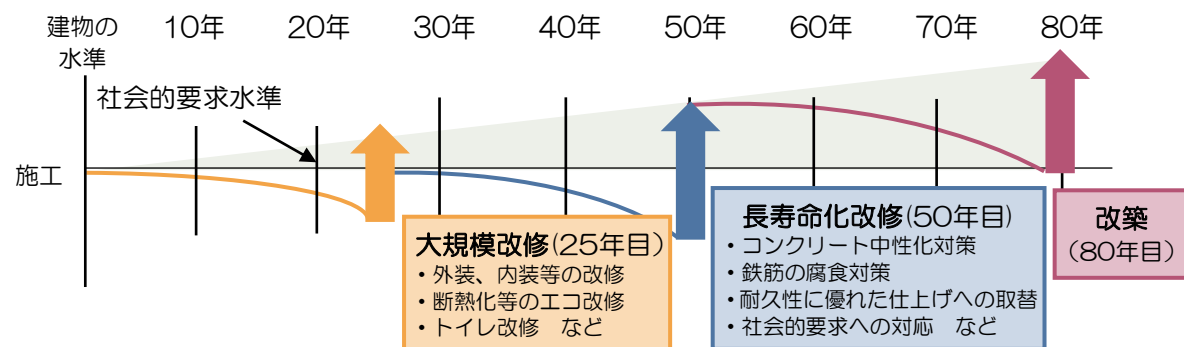 建物の
水準
10年
20年
30年
40年
50年
60年
70年
80年
社会的要求水準
施工
大規模改修(25年目)
・外装、内装等の改修
・断熱化等のエコ改修
・トイレ改修　など
長寿命化改修(50年目)
・コンクリート中性化対策
・鉄筋の腐食対策
・耐久性に優れた仕上げへの取替
・社会的要求への対応　など
改築
(80年目)